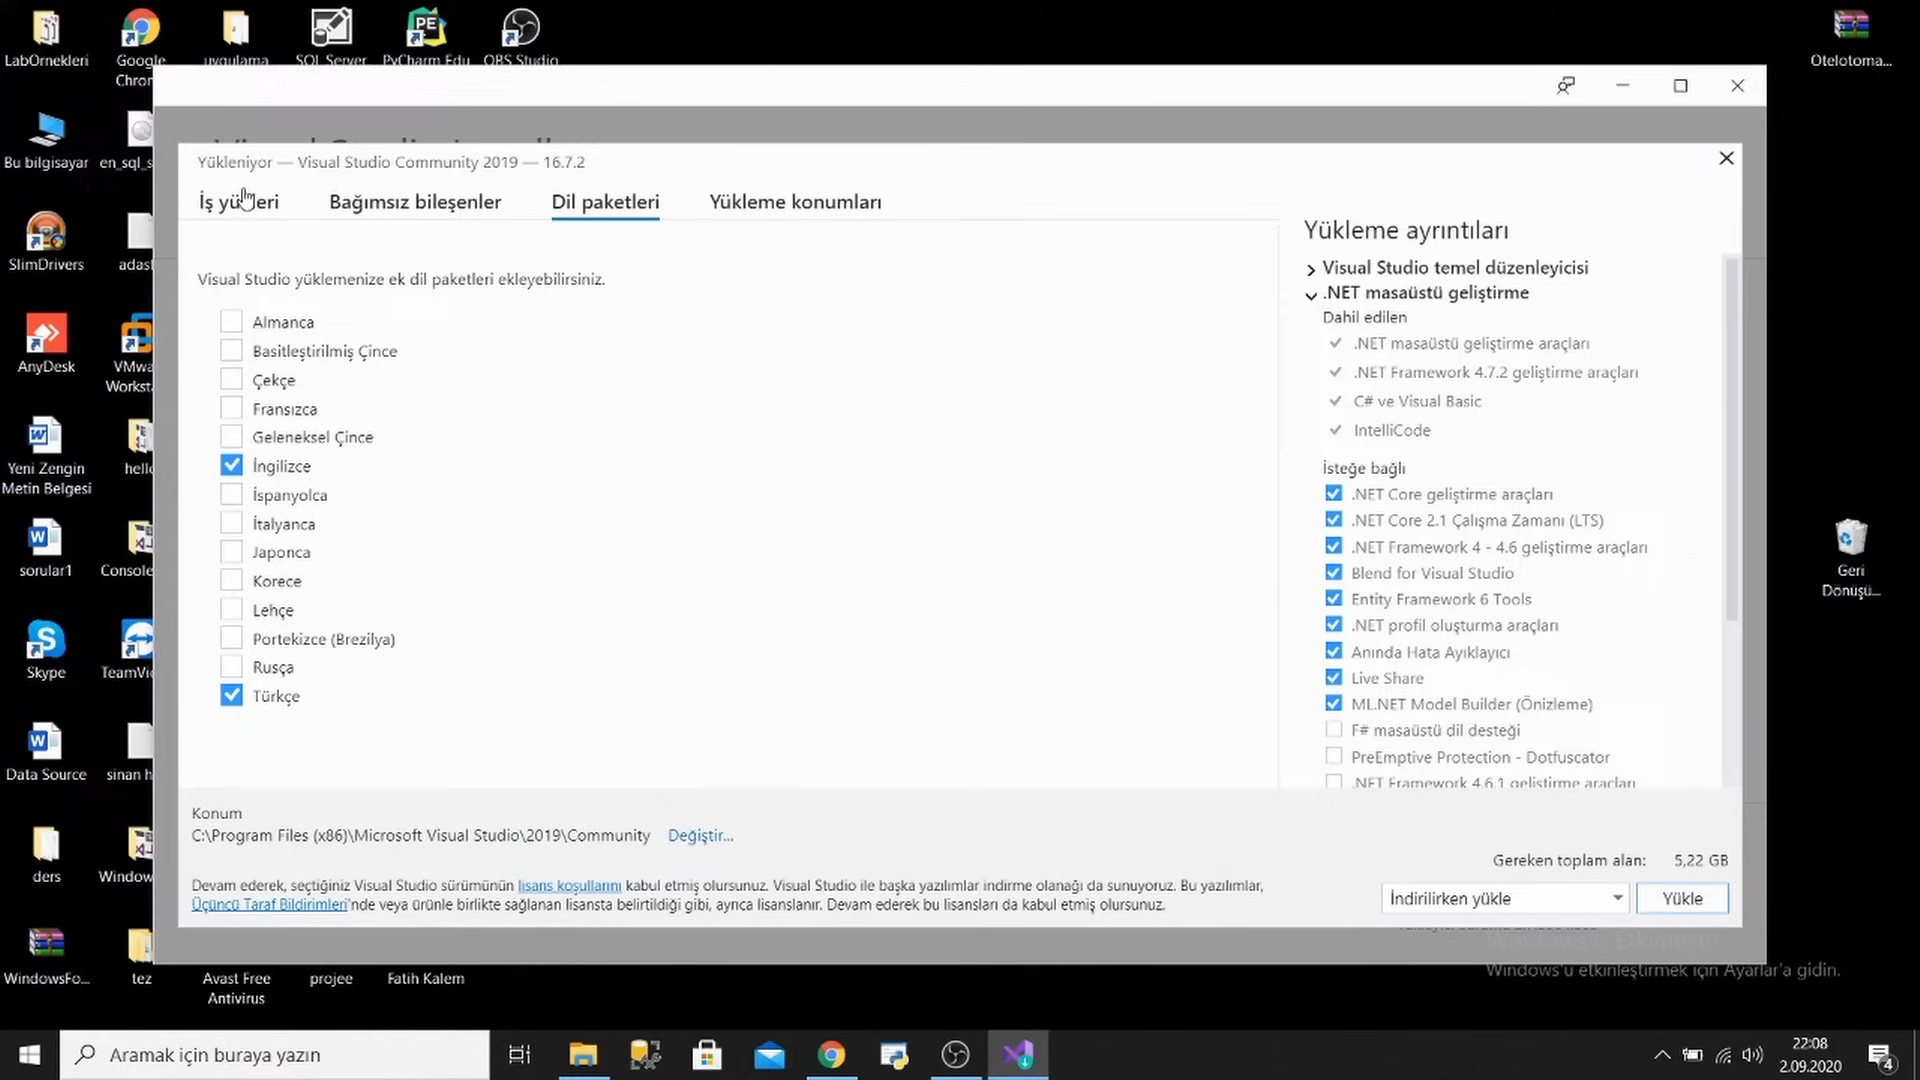 LabOrnekleri
Google
Chrom
uygulama
SQL Server
PyCharm Edu
OBS Studio
Otelotoma...
Bu bilgisayar
en_sql_s
SlimDrivers
adast
AnyDesk
VMwa
Worksta
Yeni Zengin
Metin Belgesi
hello
sorular1
Console
Skype
TeamVi
Data Source
sinan h
ders
Window
WindowsFo...
tez
Avast Free
Antivirus
projee
Fatih Kalem
Geri
Dönüşü...
Yükleniyor — Visual Studio Community 2019 — 16.7.2
İş yükleri
Bağımsız bileşenler
Dil paketleri
Yükleme konumları
Visual Studio yüklemenize ek dil paketleri ekleyebilirsiniz.
Almanca
Basitleştirilmiş Çince
Çekçe
Fransızca
Geleneksel Çince
İngilizce
İspanyolca
İtalyanca
Japonca
Korece
Lehçe
Portekizce (Brezilya)
Rusça
Türkçe
Yükleme ayrıntıları
Visual Studio temel düzenleyicisi
.NET masaüstü geliştirme
Dahil edilen
.NET masaüstü geliştirme araçları
.NET Framework 4.7.2 geliştirme araçları
C# ve Visual Basic
IntelliCode
İsteğe bağlı
.NET Core geliştirme araçları
.NET Core 2.1 Çalışma Zamanı (LTS)
.NET Framework 4 - 4.6 geliştirme araçları
Blend for Visual Studio
Entity Framework 6 Tools
.NET profil oluşturma araçları
Anında Hata Ayıklayıcı
Live Share
ML.NET Model Builder (Önizleme)
F# masaüstü dil desteği
PreEmptive Protection - Dotfuscator
.NET Framework 4.6.1 geliştirme araçları
Konum
C:\Program Files (x86)\Microsoft Visual Studio\2019\Community Değiştir...
Gereken toplam alan: 5,22 GB
Devam ederek, seçtiğiniz Visual Studio sürümünün lisans koşullarını kabul etmiş olursunuz. Visual Studio ile başka yazılımlar indirme olanağı da sunuyoruz. Bu yazılımlar,
Üçüncü Taraf Bildirimleri'nde veya ürünle birlikte sağlanan lisansta belirtildiği gibi, ayrıca lisanslanır. Devam ederek bu lisansları da kabul etmiş olursunuz.
İndirilirken yükle
Yükle
Windows'u etkinleştirmek için Ayarlar'a gidin.
Aramak için buraya yazın
22:08
2.09.2020
4